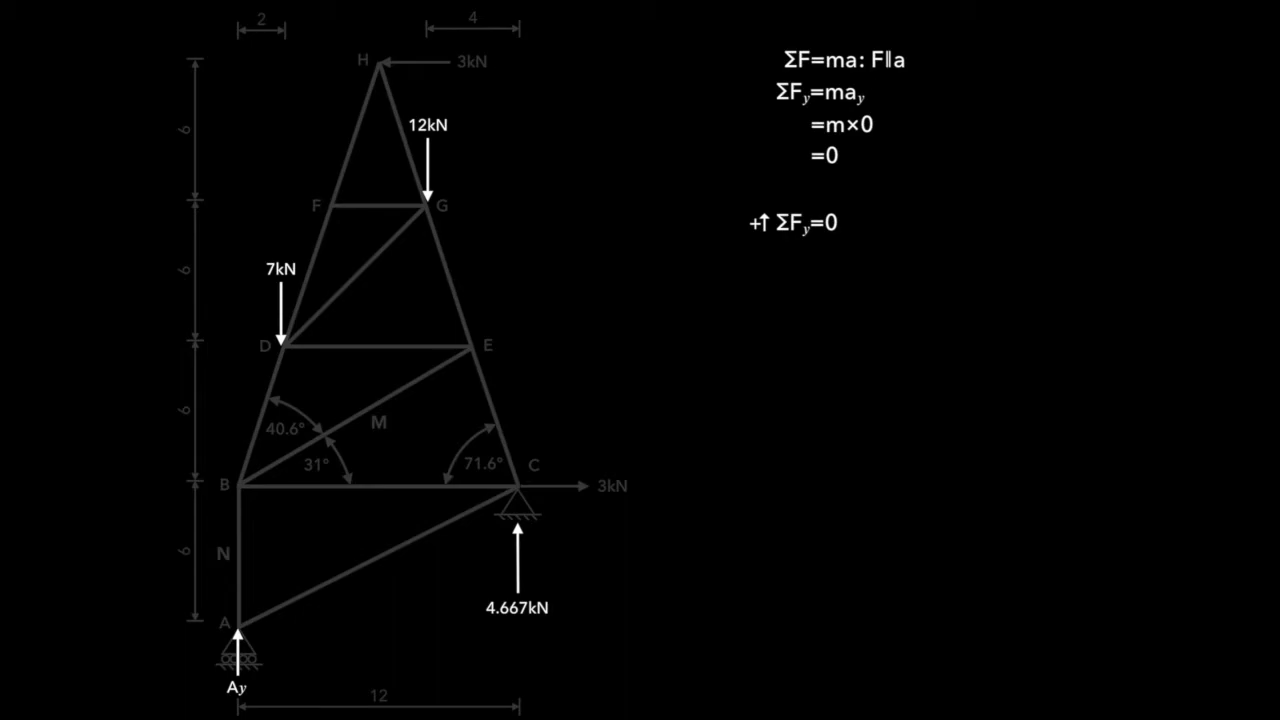 2
4
H
3kN
12kN
6
F
G
6
7kN
D
E
6
40.6°
M
31°
71.6°
C
B
3kN
N
6
4.667kN
A
Ay
12
ΣF=ma: F∥a
ΣFy=may
=m×0
=0
+↑ ΣFy=0